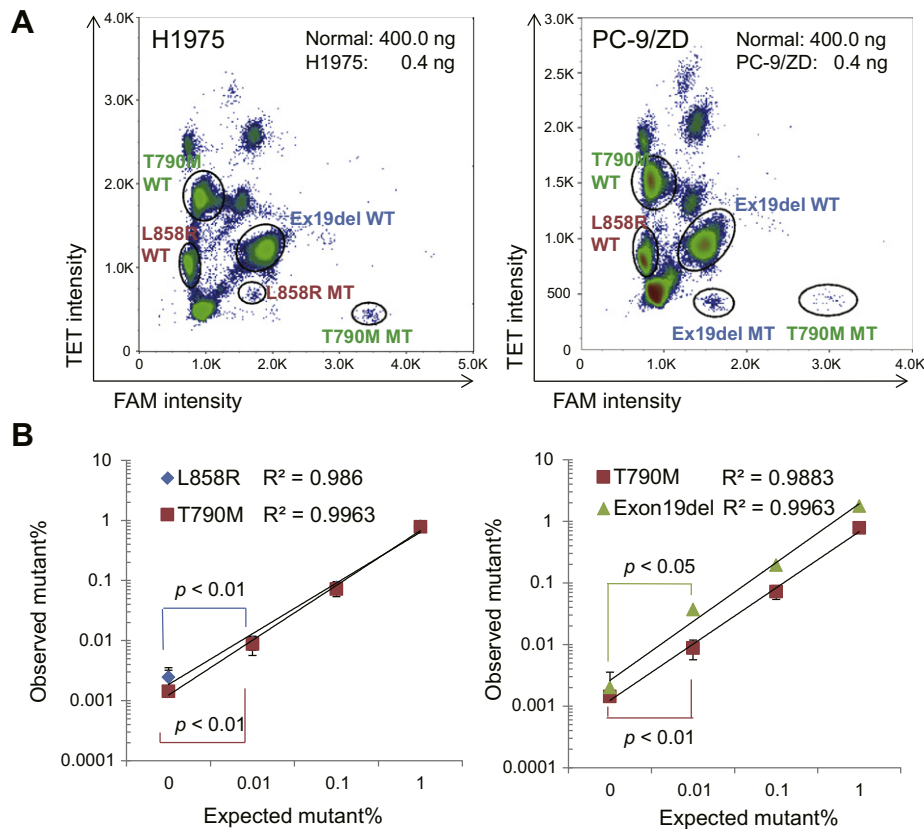 A
H1975
Normal: 400.0 ng
H1975: 0.4 ng
4.0K
3.0K
2.0K
1.0K
0
T790M
WT
L858R
WT
Ex19del WT
L858R MT
T790M MT
TET intensity
0 1.0K 2.0K 3.0K 4.0K 5.0K
FAM intensity
PC-9/ZD
Normal: 400.0 ng
PC-9/ZD: 0.4 ng
3.0K
2.5K
2.0K
1.5K
1.0K
500
0
T790M
WT
L858R
WT
Ex19del WT
Ex19del MT
T790M MT
TET intensity
0 1.0K 2.0K 3.0K 4.0K
FAM intensity
B
L858R R² = 0.986
T790M R² = 0.9963
10
1
0.1
0.01
0.001
0.0001
p < 0.01
p < 0.01
Observed mutant%
0 0.01 0.1 1
Expected mutant%
T790M R² = 0.9883
Exon19del R² = 0.9963
10
1
0.1
0.01
0.001
0.0001
p < 0.05
p < 0.01
Observed mutant%
0 0.01 0.1 1
Expected mutant%